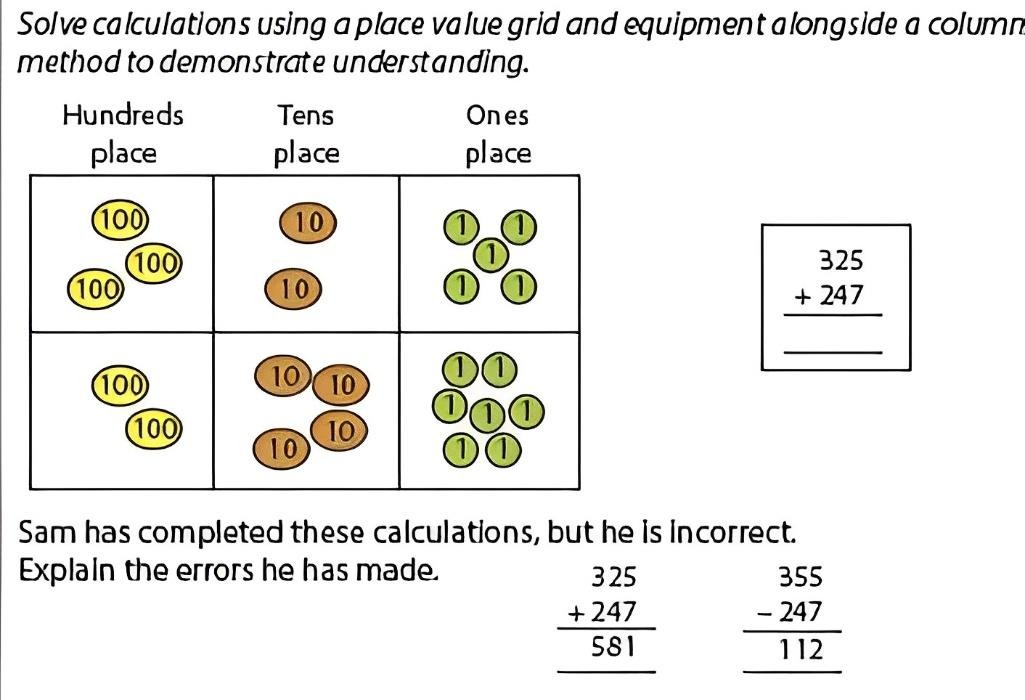 Solve calculations using a place value grid and equipment alongside a column
method to demonstrate understanding.
Hundreds place
Tens place
Ones place
100 100 100
10 10
1 1 1 1 1
100 100
10 10 10 10
1 1 1 1 1 1 1
325
+ 247
Sam has completed these calculations, but he is incorrect.
Explain the errors he has made.
325
+ 247
581
355
- 247
112